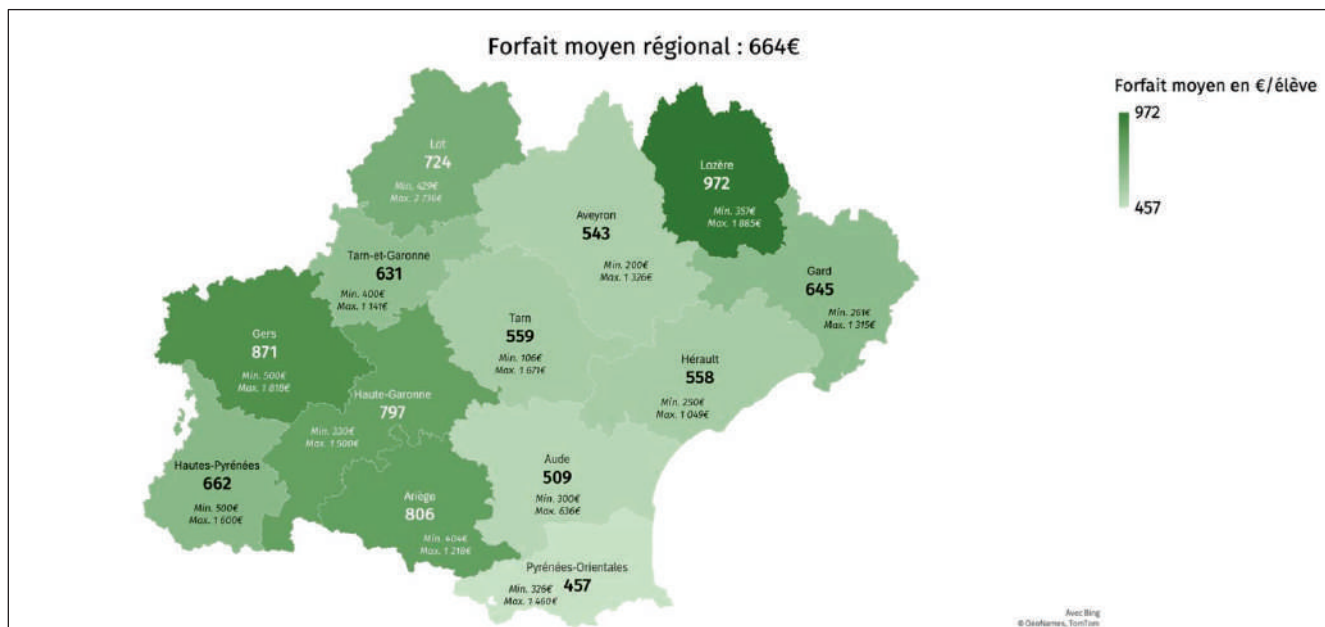 Forfait moyen régional : 664€
Forfait moyen en €/élève
972
457
Lot
724
Min. 429€
Max. 2 736€
Lozère
972
Min. 357€
Max. 1 885€
Aveyron
543
Min. 200€
Max. 1 326€
Tarn-et-Garonne
631
Min. 400€
Max. 1 141€
Gard
645
Min. 261€
Max. 1 315€
Gers
871
Min. 500€
Max. 1 818€
Tarn
559
Min. 106€
Max. 1 671€
Hérault
558
Min. 250€
Max. 1 049€
Haute-Garonne
797
Min. 330€
Max. 1 500€
Hautes-Pyrénées
662
Min. 500€
Max. 1 600€
Aude
509
Min. 300€
Max. 636€
Ariège
806
Min. 404€
Max. 1 218€
Pyrénées-Orientales
457
Min. 326€
Max. 1 460€
Avec Bing
© GeoNames, TomTom